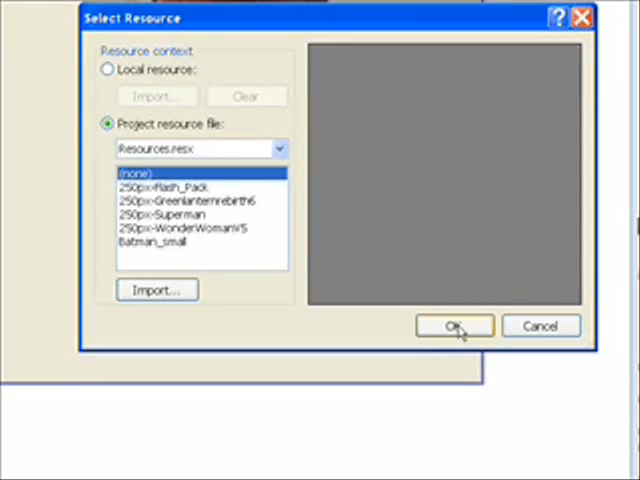 Select Resource
Resource context
Local resource:
Import...
Clear
Project resource file:
Resources.resx
(none)
250px-Flash_Pack
250px-Greenlanternrebirth6
250px-Superman
250px-WonderWomanV5
Batman_small
Import...
OK
Cancel